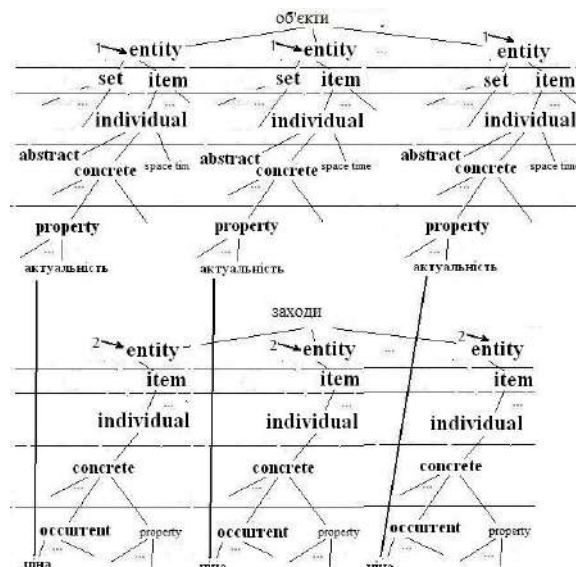 об'єкти
1 entity 1 entity ... 1 entity
set item set item set item
... ... ... ... ... ...
individual individual individual
abstract space tim abstract space time abstract space time
concrete concrete concrete
... ... ...
property property property
... ... ...
актуальність актуальність актуальність
заходи
2 entity 2 entity ... 2 entity
item item item
... ... ...
individual individual individual
concrete concrete concrete
... ... ...
occurrent property occurrent property occurrent property
... ... ... ... ... ...